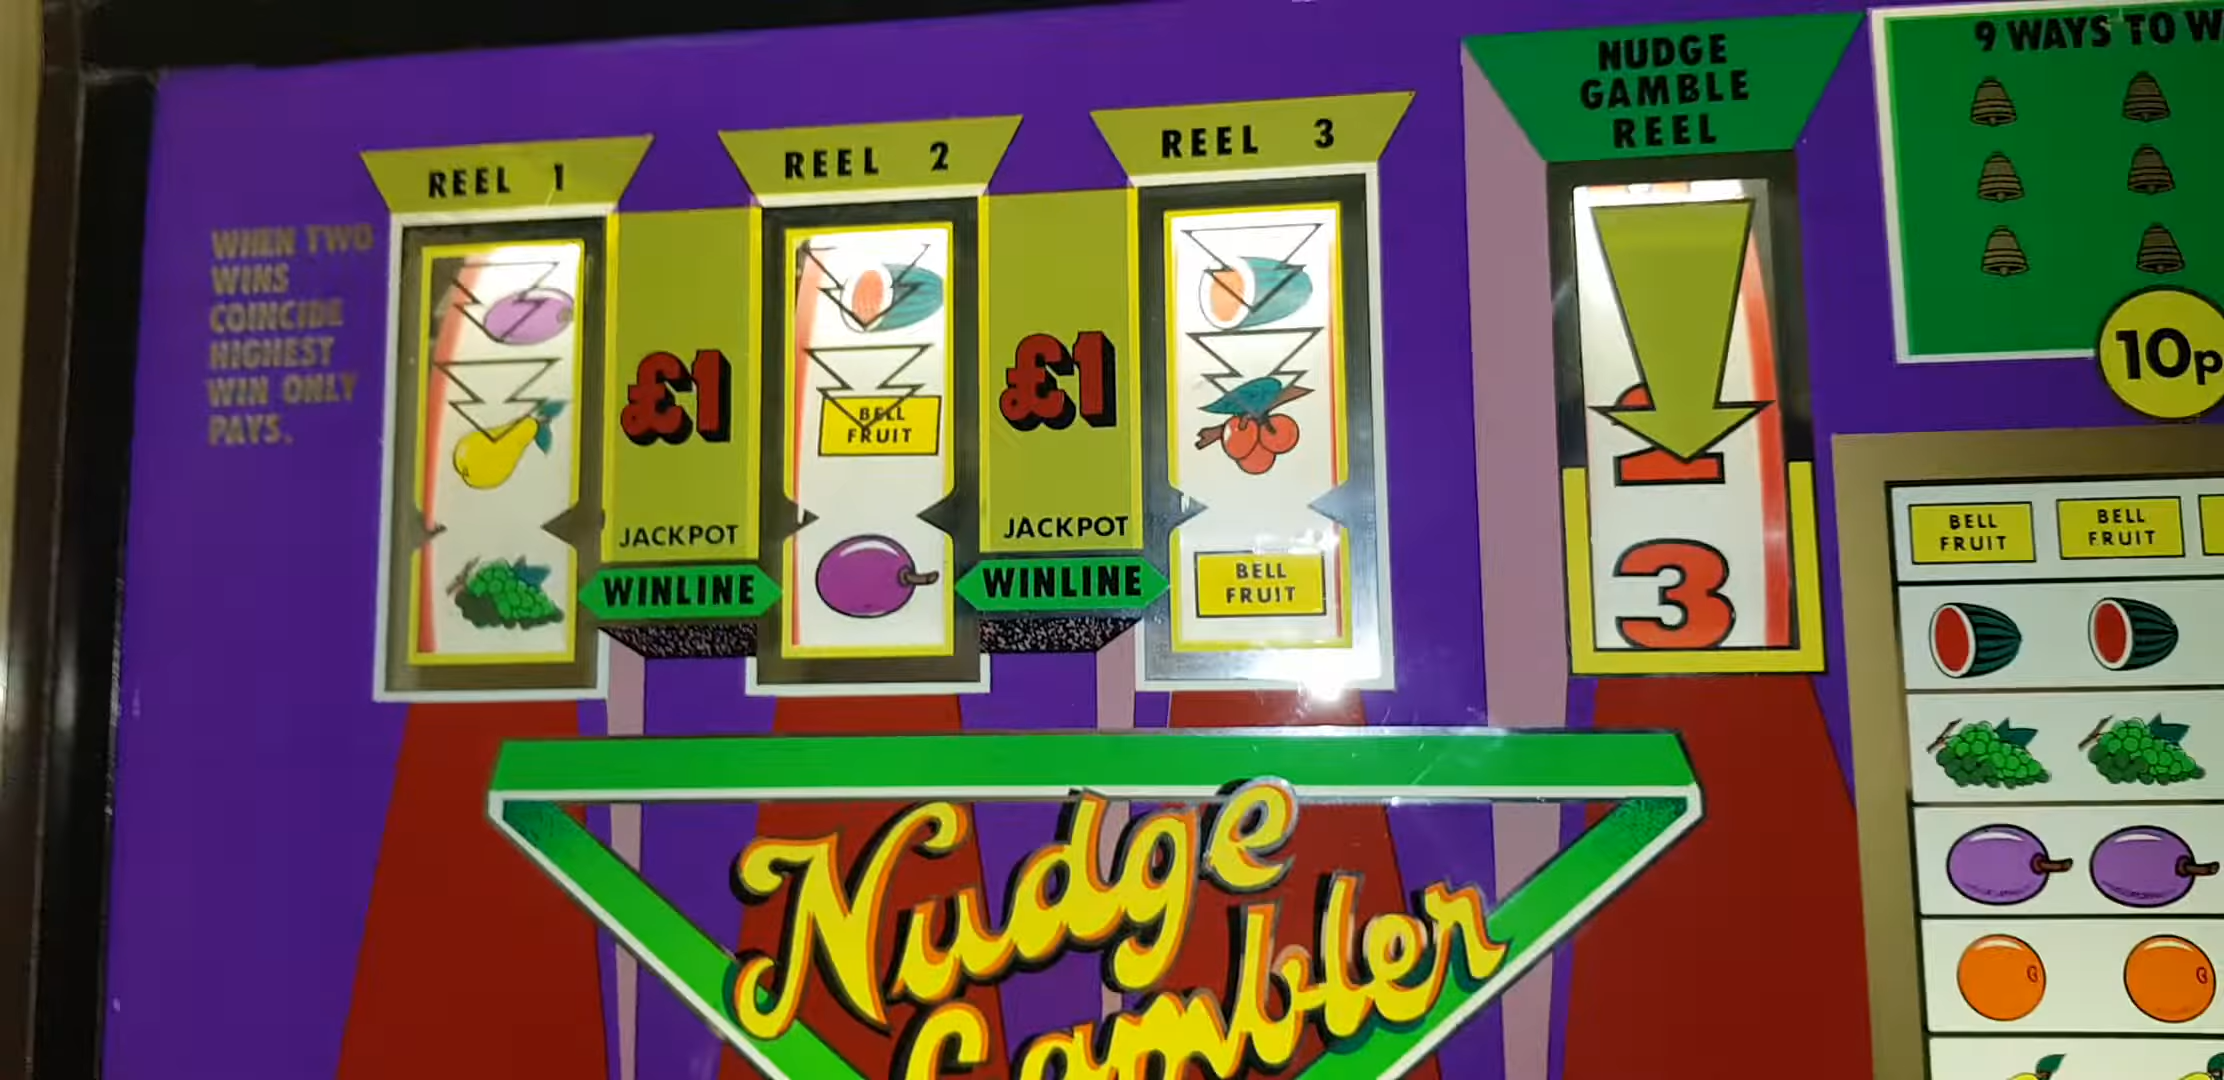 WHEN TWO
WINS
COINCIDE
HIGHEST
WIN ONLY
PAYS.
REEL 1
£1
JACKPOT
WINLINE
REEL 2
BELL
FRUIT
£1
JACKPOT
WINLINE
REEL 3
BELL
FRUIT
NUDGE
GAMBLE
REEL
3
9 WAYS TO
10p
BELL
FRUIT
BELL
FRUIT
Nudge
Gambler